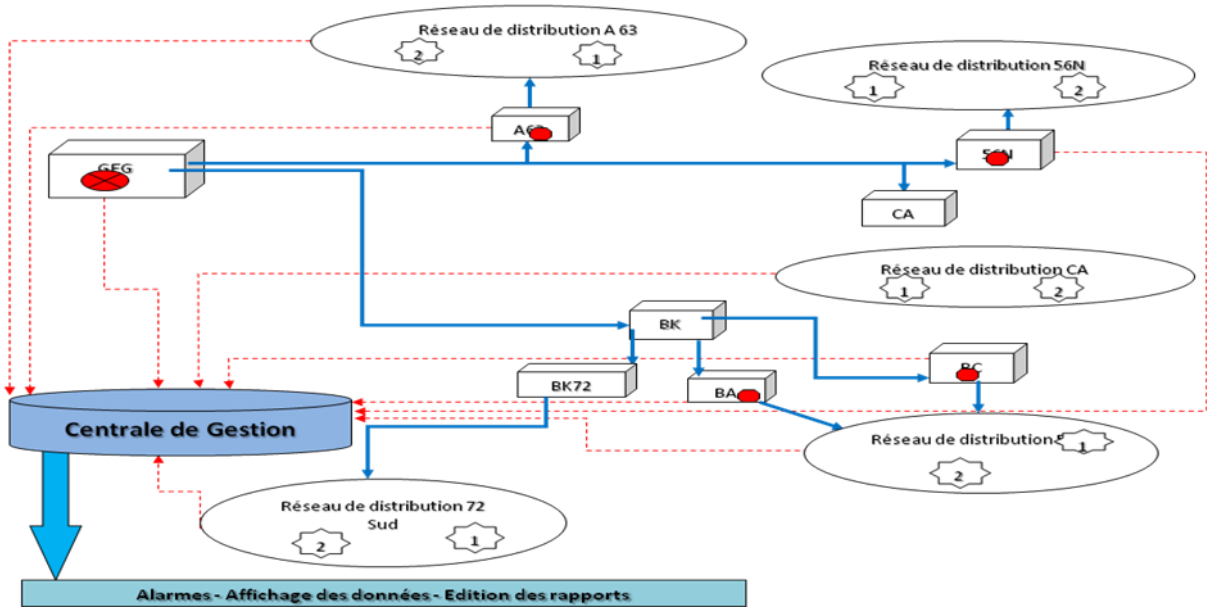 Réseau de distribution A 63
2
1
Réseau de distribution 56N
1
2
CA
Réseau de distribution CA
1
2
BK
BK72
BA
Centrale de Gestion
Réseau de distribution
1
2
Réseau de distribution 72
Sud
2
1
Alarmes - Affichage des données - Edition des rapports